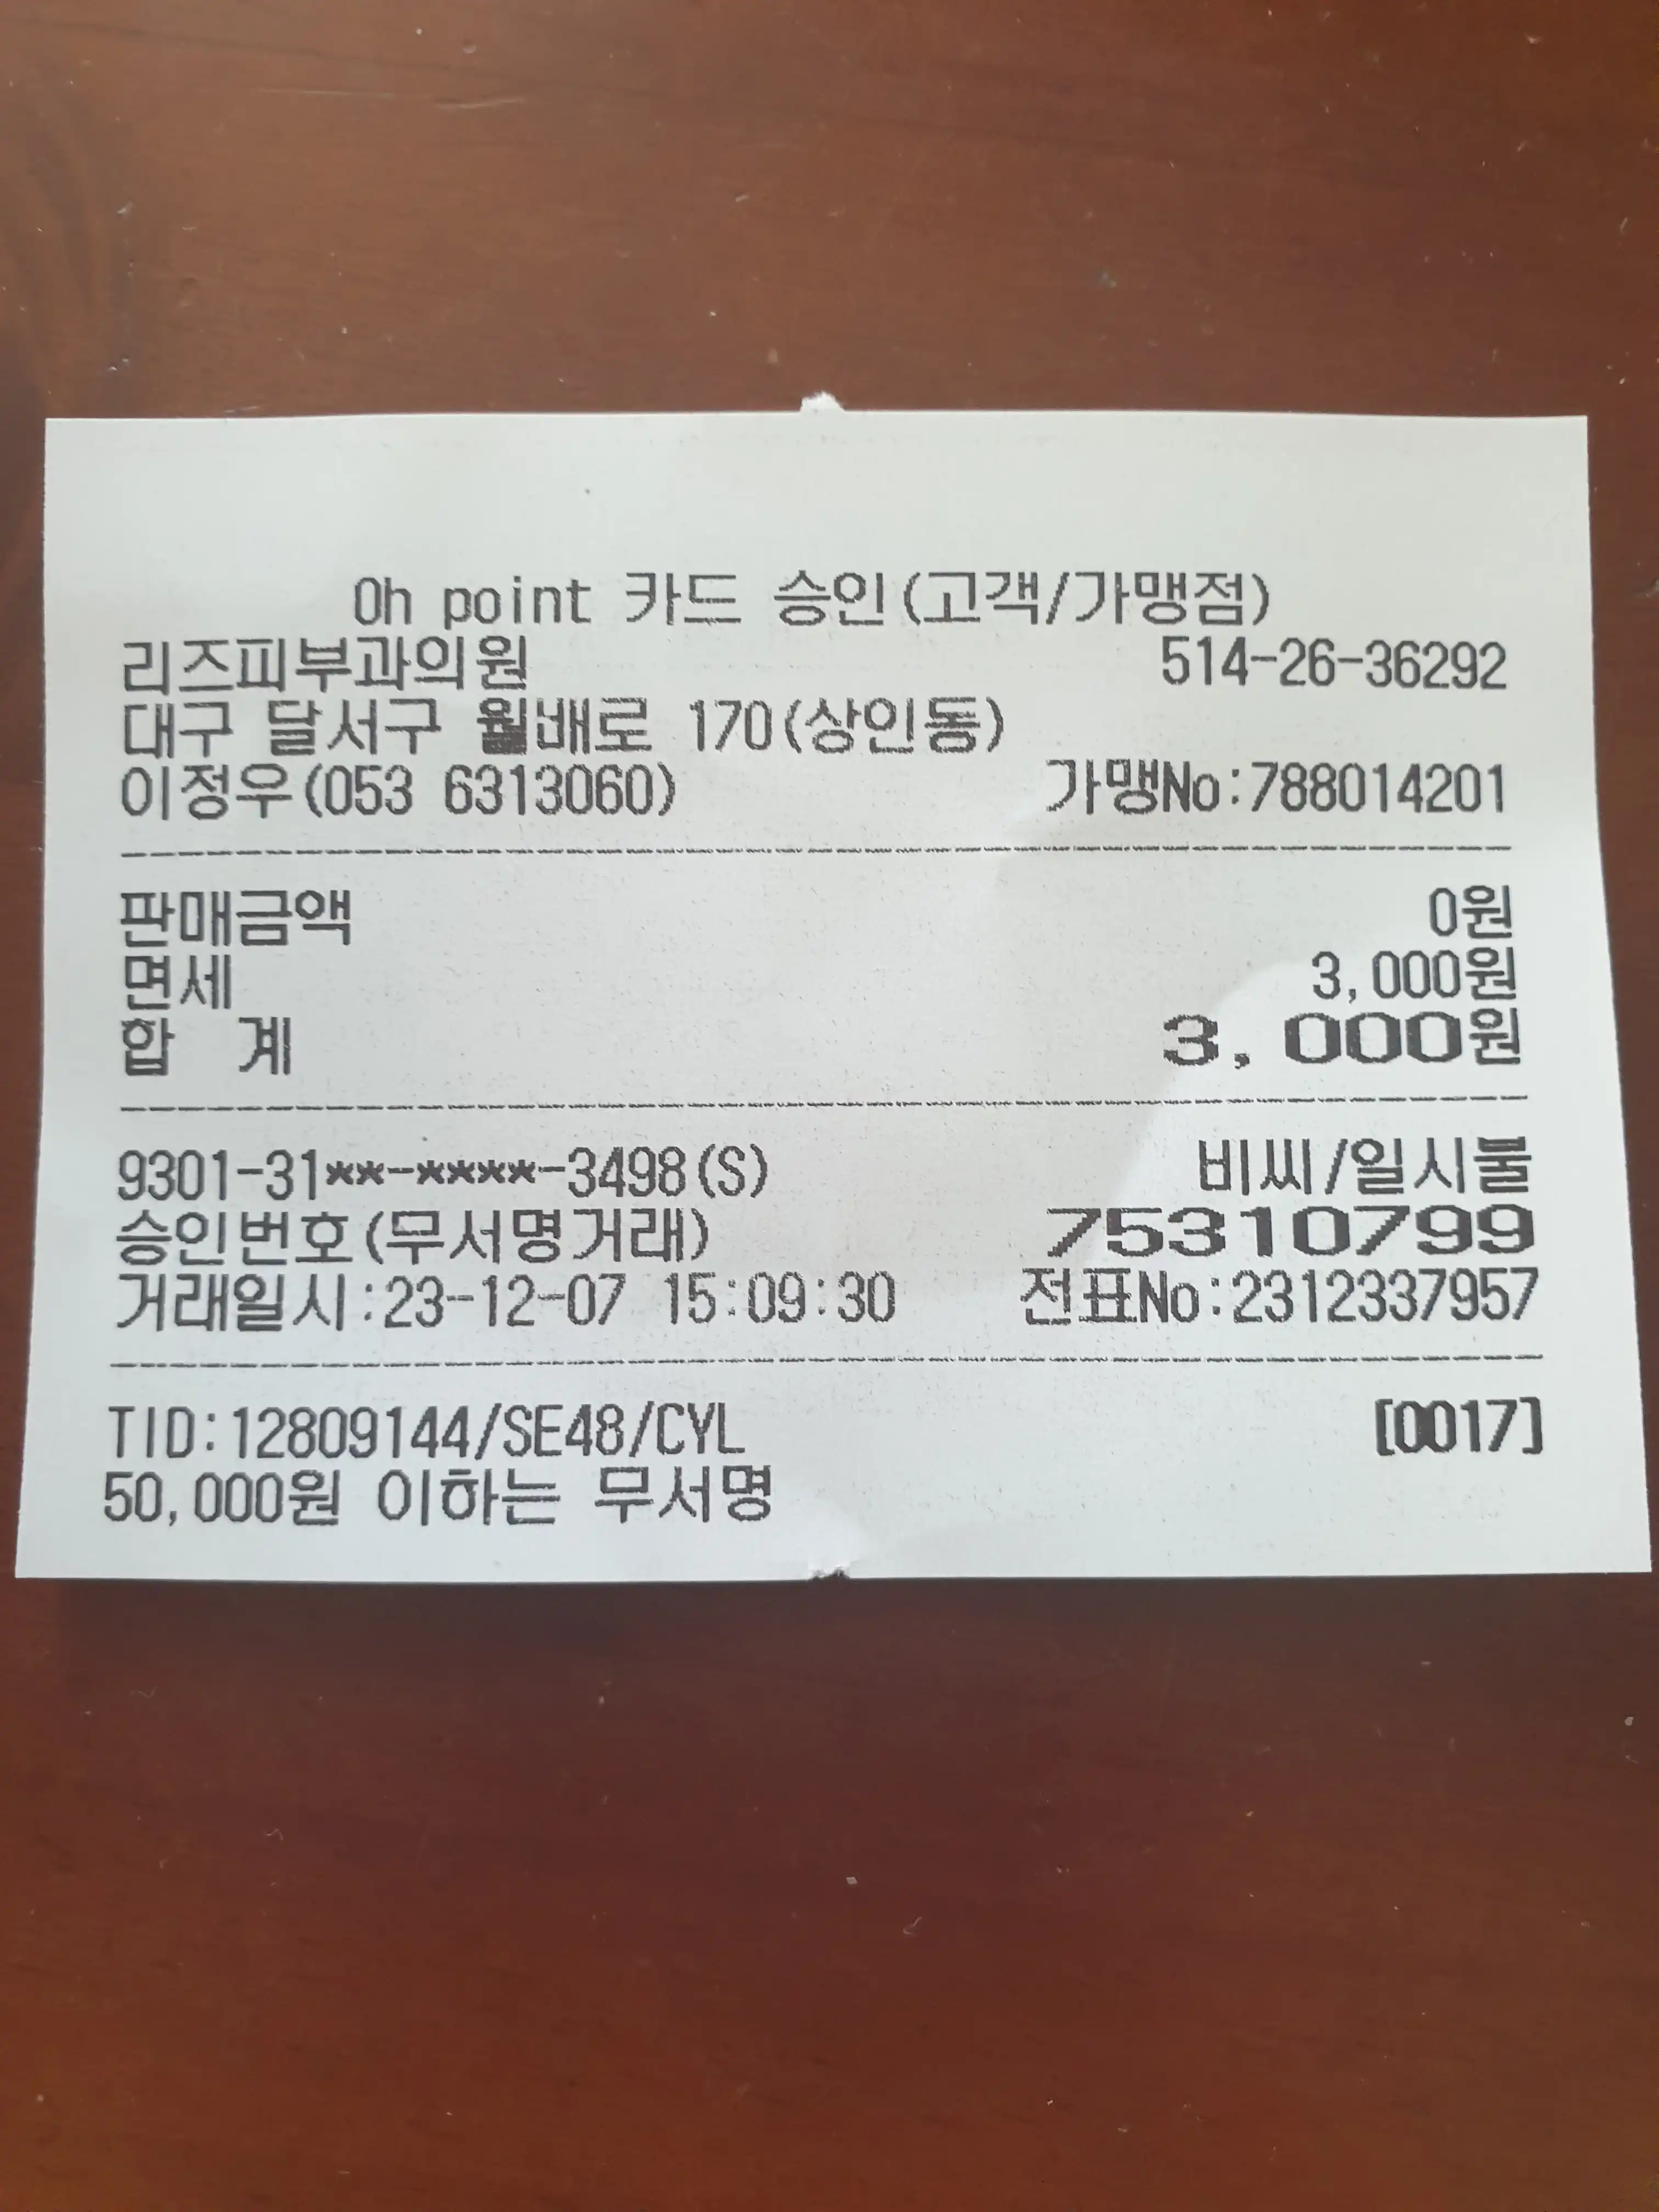 Oh point 카드 승인(고객/가맹점)
리즈피부과의원 514-26-36292
대구 달서구 월배로 170(상인동)
이정우(053 6313060) 가맹No:788014201
판매금액 0원
면세 3,000원
합 계 3,000원
9301-31**-****-3498(S) 비씨/일시불
승인번호(무서명거래) 75310799
거래일시:23-12-07 15:09:30 전표No:2312337957
TID:12809144/SE48/CYL [0017]
50,000원 이하는 무서명